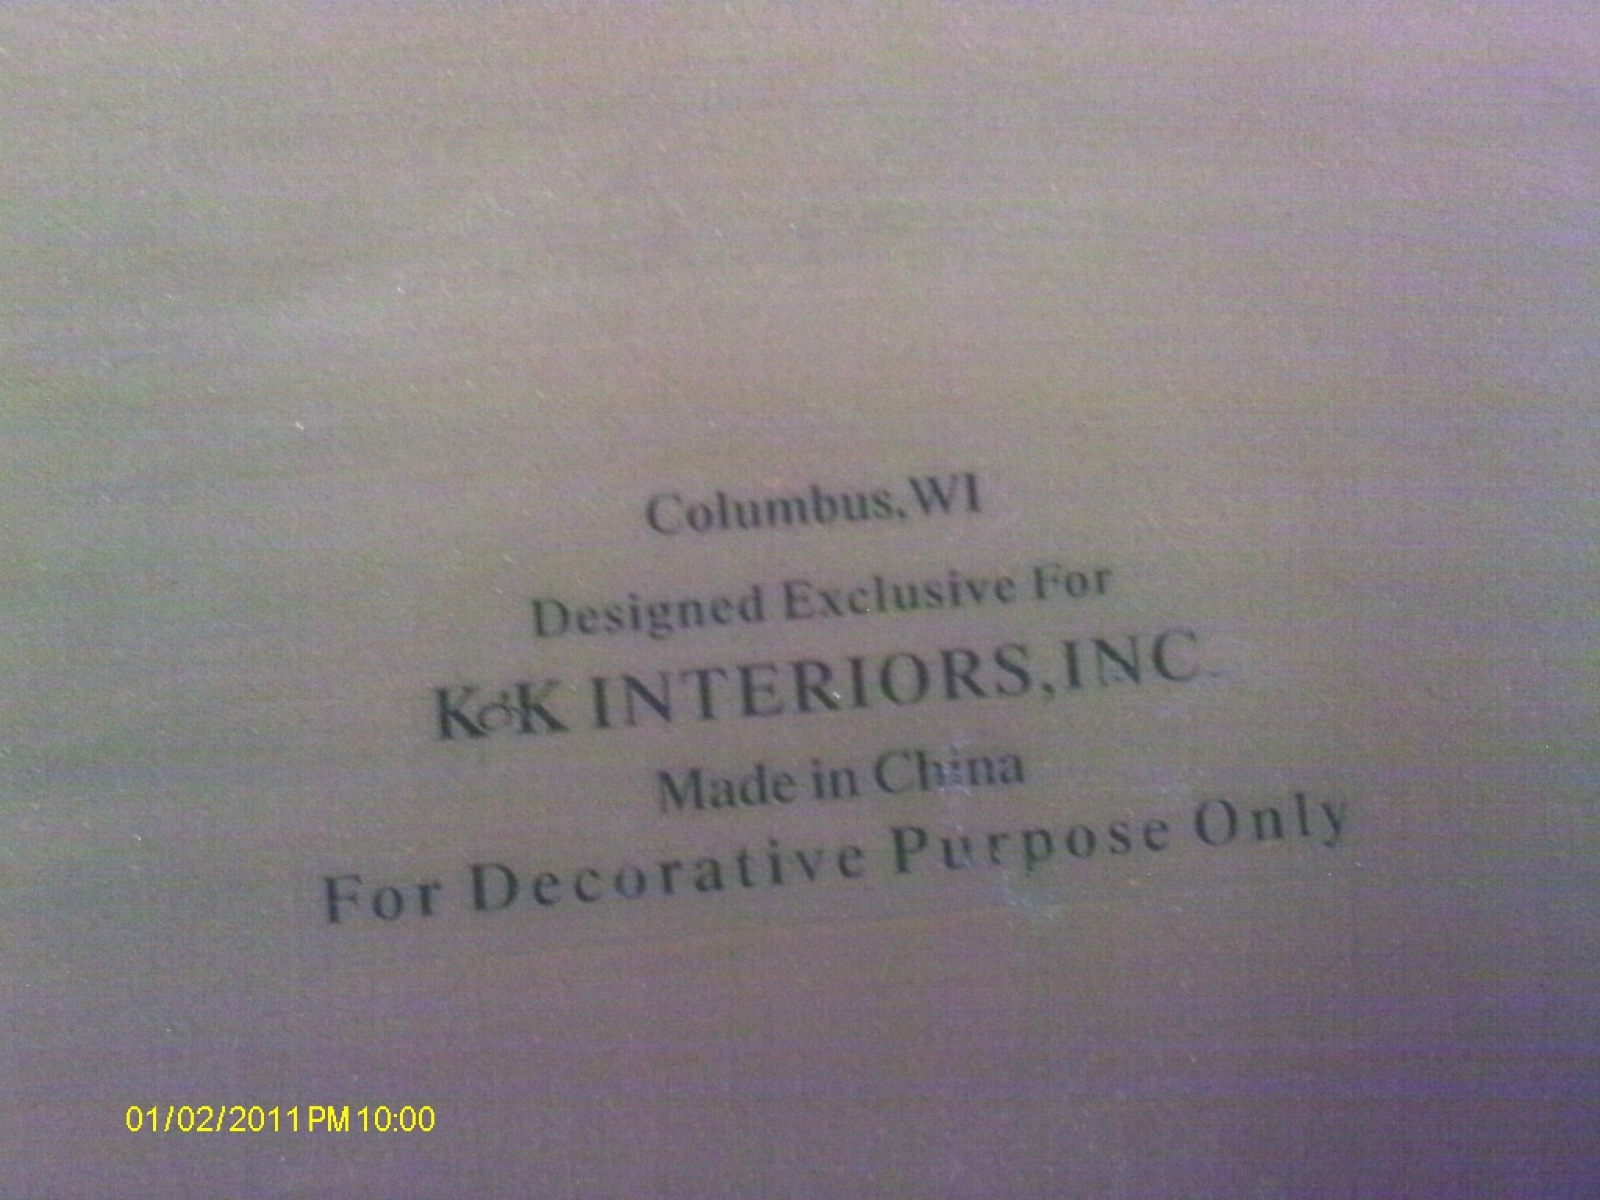 Columbus,WI
Designed Exclusive For
K&K INTERIORS,INC.
Made in China
For Decorative Purpose Only
01/02/2011 PM 10:00